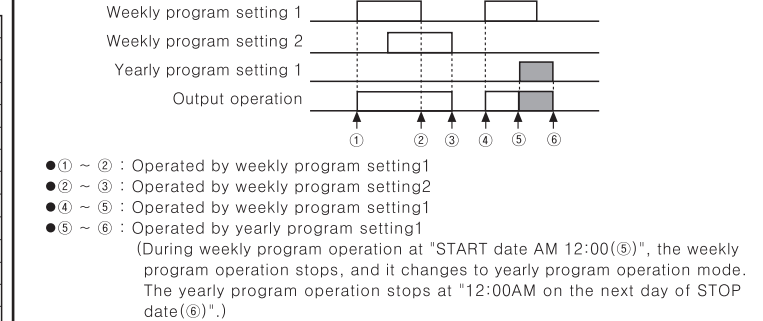 Weekly program setting 1
Weekly program setting 2
Yearly program setting 1
Output operation
① ② ③ ④ ⑤ ⑥
●① ~ ② : Operated by weekly program setting1
●② ~ ③ : Operated by weekly program setting2
●④ ~ ⑤ : Operated by weekly program setting1
●⑤ ~ ⑥ : Operated by yearly program setting1
(During weekly program operation at "START date AM 12:00(⑤)", the weekly
program operation stops, and it changes to yearly program operation mode.
The yearly program operation stops at "12:00AM on the next day of STOP
date(⑥)".)